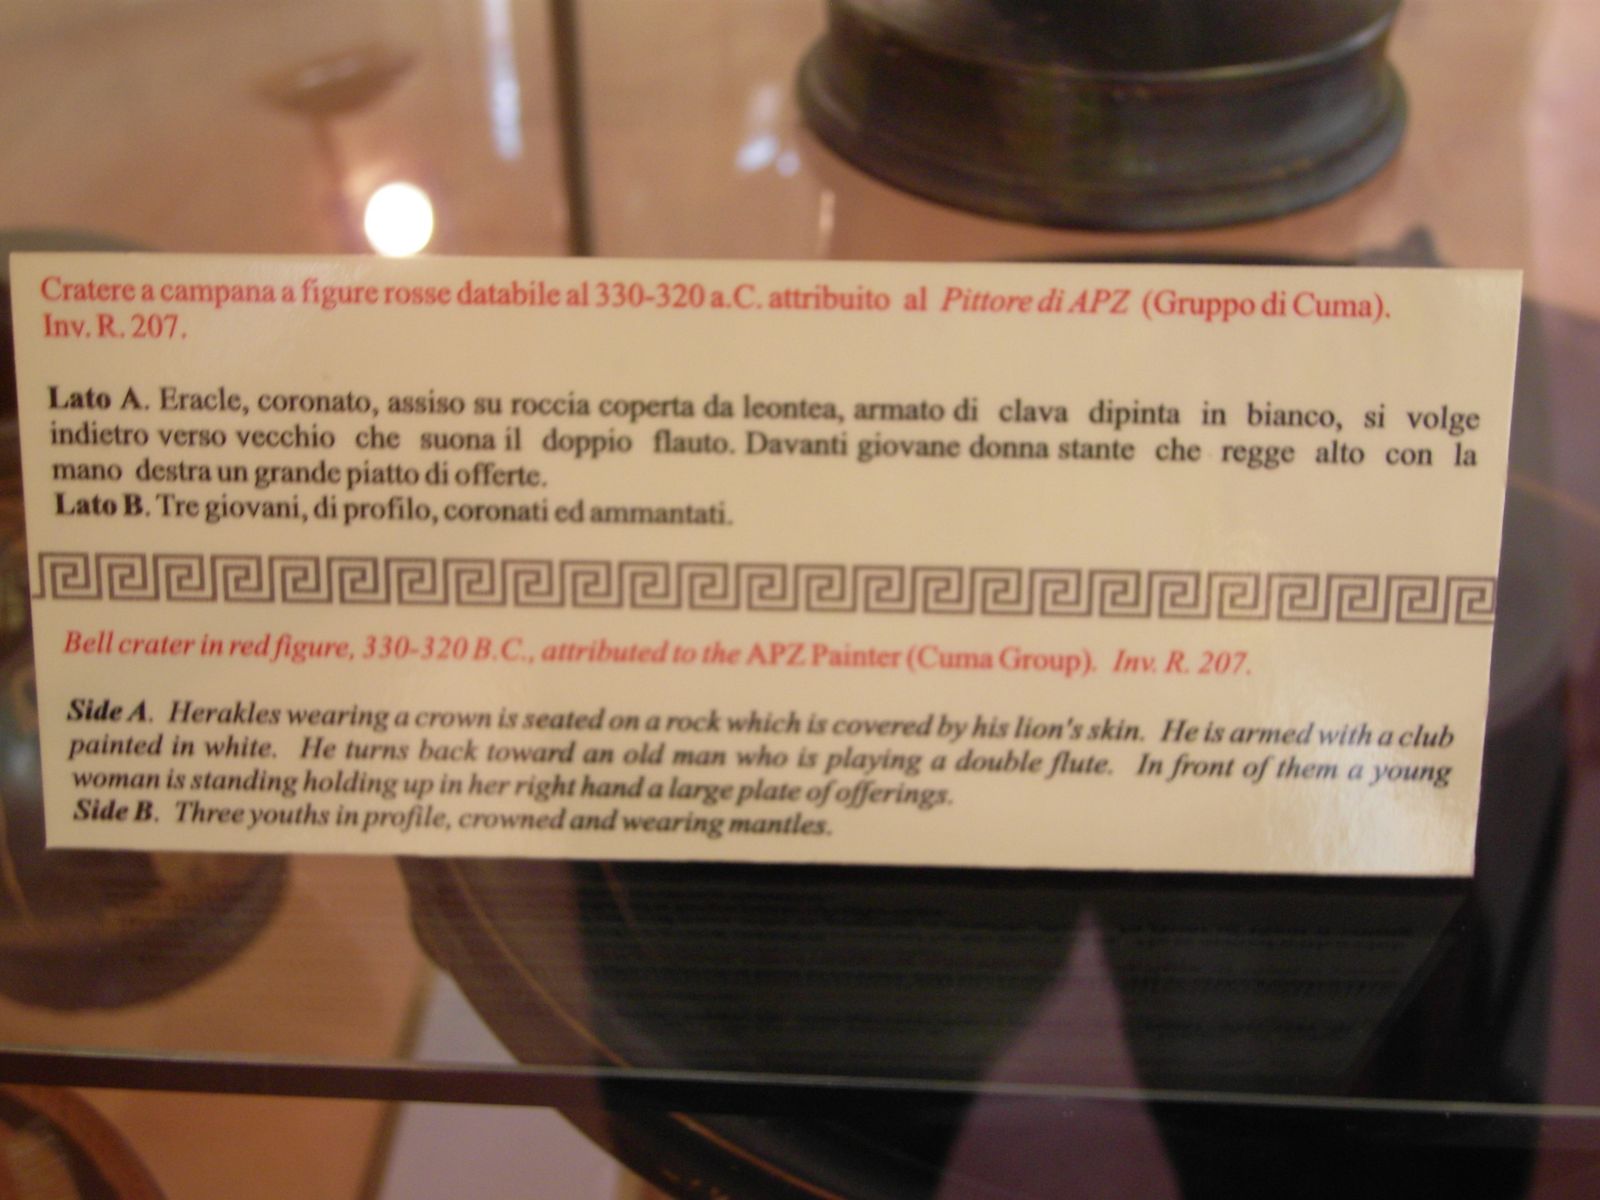 Cratere a campana a figure rosse databile al 330-320 a.C. attribuito al Pittore di APZ (Gruppo di Cuma).
Inv. R. 207.
Lato A. Eracle, coronato, assiso su roccia coperta da leontea, armato di clava dipinta in bianco, si volge
indietro verso vecchio che suona il doppio flauto. Davanti giovane donna stante che regge alto con la
mano destra un grande piatto di offerte.
Lato B. Tre giovani, di profilo, coronati ed ammantati.
Bell crater in red figure, 330-320 B.C., attributed to the APZ Painter (Cuma Group). Inv. R. 207.
Side A. Herakles wearing a crown is seated on a rock which is covered by his lion's skin. He is armed with a club
painted in white. He turns back toward an old man who is playing a double flute. In front of them a young
woman is standing holding up in her right hand a large plate of offerings.
Side B. Three youths in profile, crowned and wearing mantles.